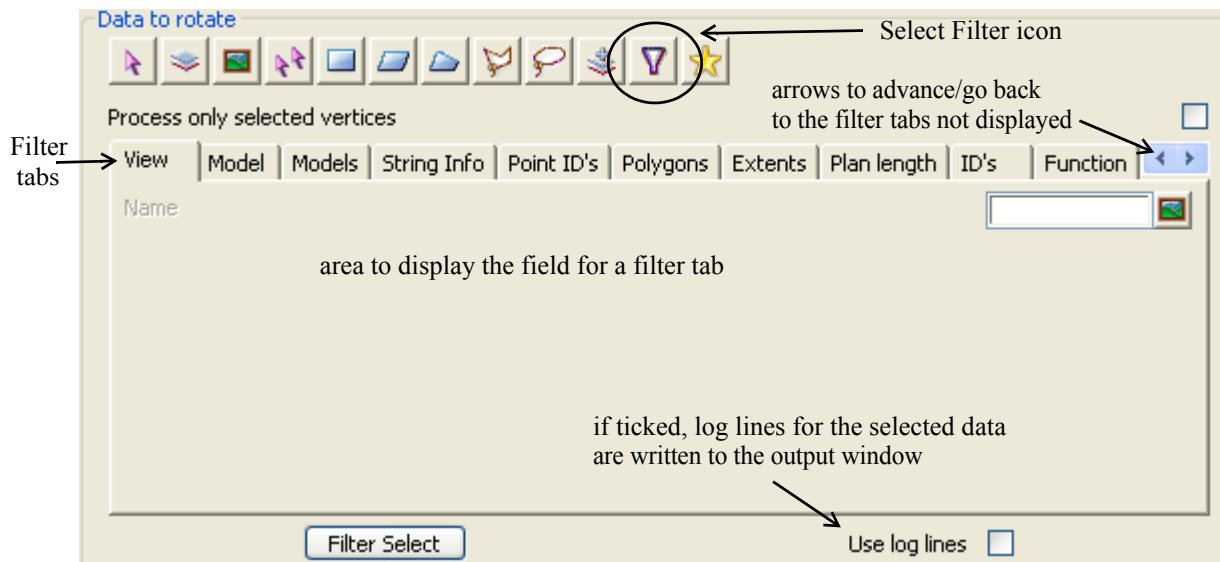 Data to rotate
Select Filter icon
arrows to advance/go back
to the filter tabs not displayed
Process only selected vertices
Filter
tabs
View Model Models String Info Point ID's Polygons Extents Plan length ID's Function
Name
area to display the field for a filter tab
if ticked, log lines for the selected data
are written to the output window
Filter Select
Use log lines